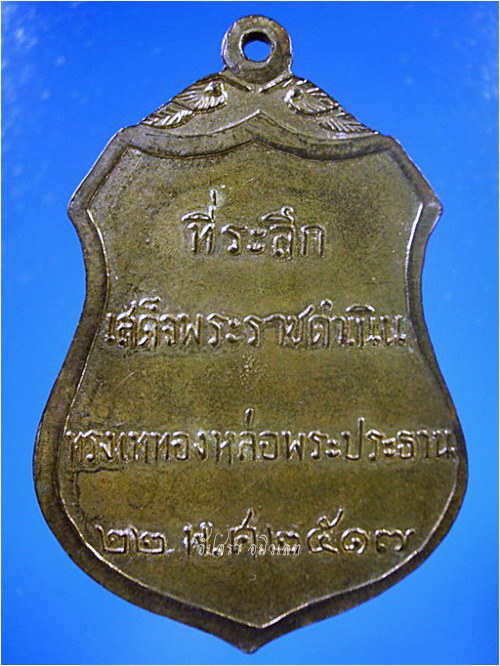 ที่ระลึก
เสด็จพระราชดำเนิน
ทรงเททองหล่อพระประธาน
๒๒ ๒๕๑๗